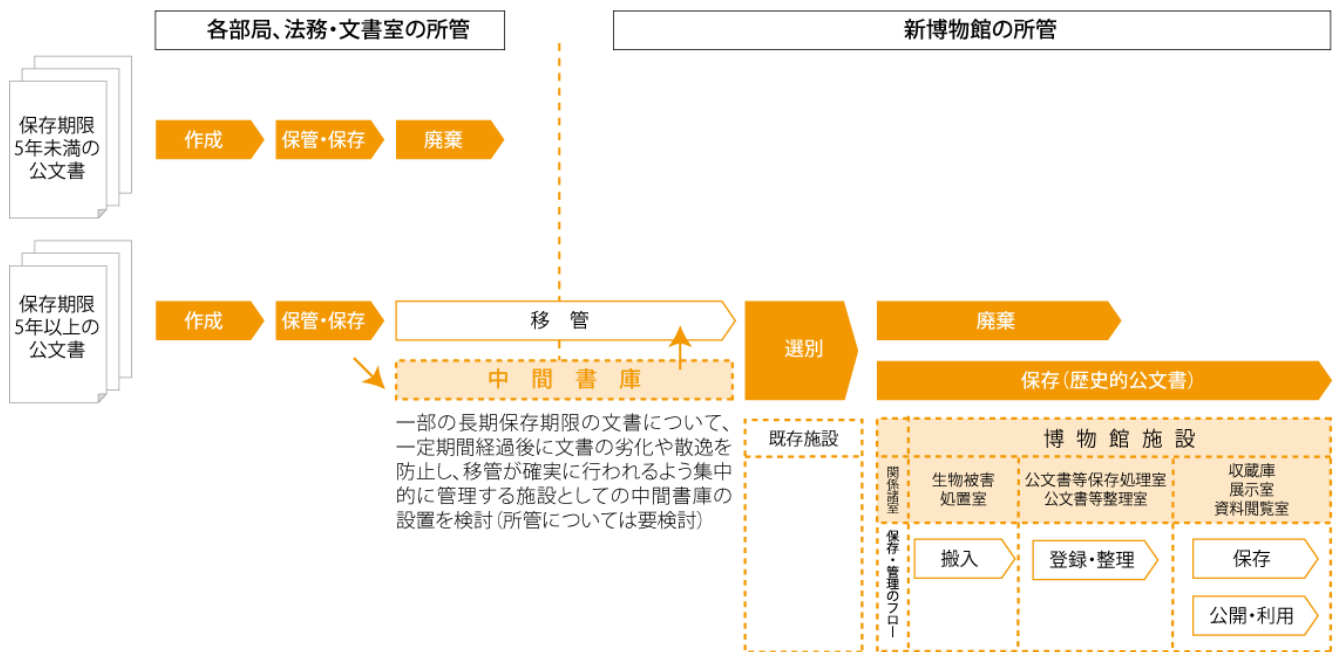 各部局、法務・文書室の所管
新博物館の所管
保存期限
5年未満の
公文書
作成
保管・保存
廃棄
保存期限
5年以上の
公文書
作成
保管・保存
移　管
選別
廃棄
中　間　書　庫
保存（歴史的公文書）
一部の長期保存期限の文書について、
一定期間経過後に文書の劣化や散逸を
防止し、移管が確実に行われるよう集中
的に管理する施設としての中間書庫の
設置を検討（所管については要検討）
既存施設
博　物　館　施　設
関係諸室
生物被害
処置室
公文書等保存処理室
公文書等整理室
収蔵庫
展示室
資料閲覧室
保存・管理のフロー
搬入
登録・整理
保存
公開・利用